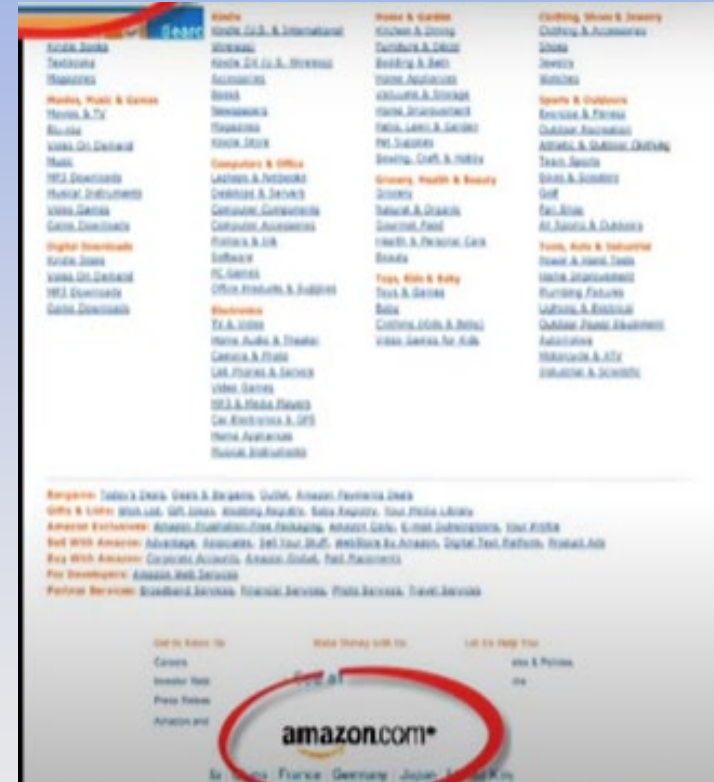 Search
Kindle Books
Textbooks
Magazines
Movies, Music & Games
Movies & TV
Blu-ray
Video On Demand
Music
MP3 Downloads
Musical Instruments
Video Games
Game Downloads
Digital Downloads
Kindle Store
Video On Demand
MP3 Downloads
Game Downloads
Kindle
Kindle (U.S. & International
Wireless)
Kindle DX (U.S. Wireless)
Accessories
Books
Newspapers
Magazines
Kindle Store
Computers & Office
Laptops & Netbooks
Desktops & Servers
Computer Components
Computer Accessories
Printers & Ink
Software
PC Games
Office Products & Supplies
Electronics
TV & Video
Home Audio & Theater
Camera & Photo
Cell Phones & Service
Video Games
MP3 & Media Players
Car Electronics & GPS
Home Appliances
Musical Instruments
Home & Garden
Kitchen & Dining
Furniture & Décor
Bedding & Bath
Home Appliances
Vacuums & Storage
Home Improvement
Patio, Lawn & Garden
Pet Supplies
Sewing, Craft & Hobby
Grocery, Health & Beauty
Grocery
Natural & Organic
Gourmet Food
Health & Personal Care
Beauty
Toys, Kids & Baby
Toys & Games
Baby
Clothing (Kids & Baby)
Video Games for Kids
Clothing, Shoes & Jewelry
Clothing & Accessories
Shoes
Jewelry
Watches
Sports & Outdoors
Exercise & Fitness
Outdoor Recreation
Athletic & Outdoor Clothing
Team Sports
Bikes & Scooters
Golf
Fan Shop
All Sports & Outdoors
Tools, Auto & Industrial
Power & Hand Tools
Home Improvement
Plumbing Fixtures
Lighting & Electrical
Outdoor Power Equipment
Automotive
Motorcycle & ATV
Industrial & Scientific
Bargains: Today's Deals, Deals & Bargains, Outlet, Amazon Payments Deals
Gifts & Lists: Wish List, Gift Ideas, Wedding Registry, Baby Registry, Your Media Library
Amazon Exclusives: Amazon Frustration-Free Packaging, Amazon Daily, E-mail Subscriptions, Your Profile
Sell With Amazon: Advantage, Associates, Sell Your Stuff, WebStore by Amazon, Digital Text Platform, Product Ads
Buy With Amazon: Corporate Accounts, Amazon Global, Paid Placements
For Developers: Amazon Web Services
Partner Services: Broadband Services, Financial Services, Photo Services, Travel Services
Get to Know Us
Careers
Investor Rela
Press Releas
Amazon and
Make Money with Us
Let Us Help You
ates & Policies
amazon.com
France Germany Japan